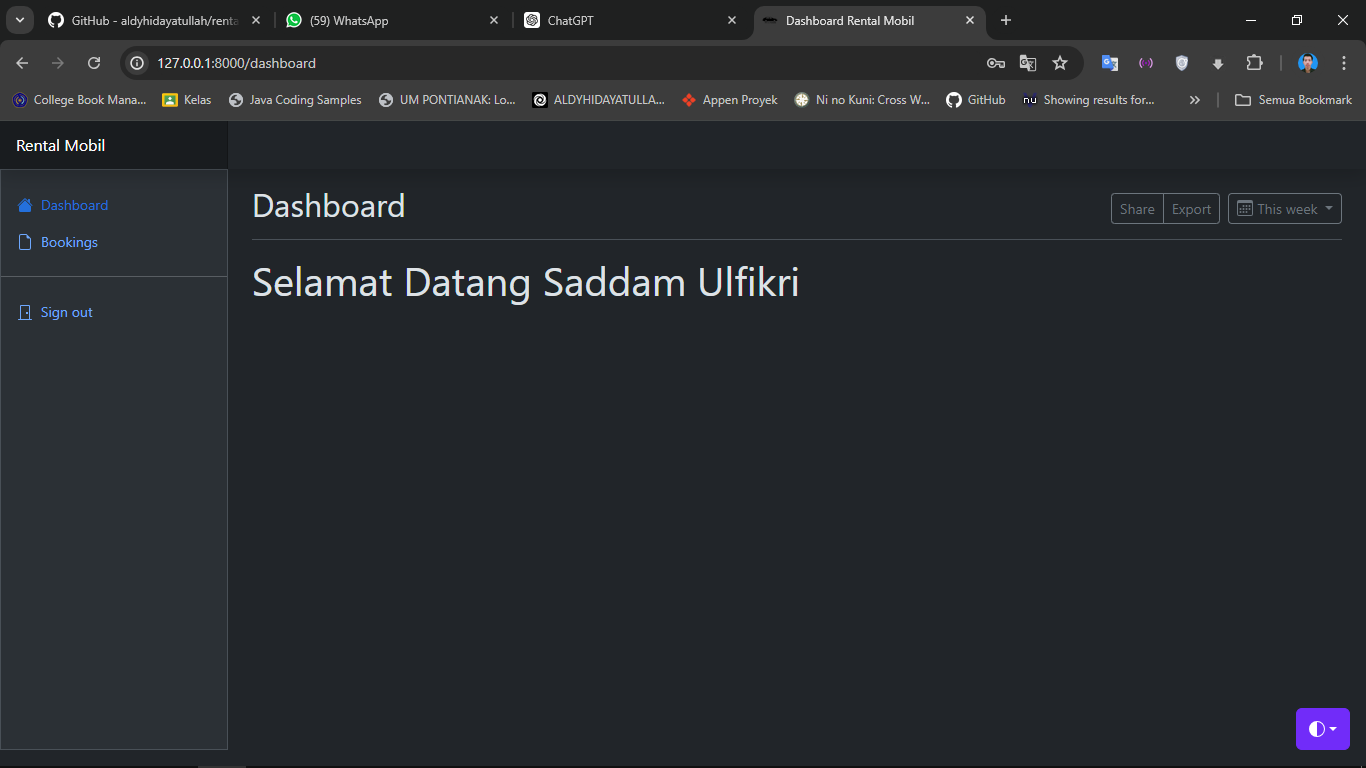 GitHub - aldyhidayatullah/renta
(59) WhatsApp
ChatGPT
Dashboard Rental Mobil
127.0.0.1:8000/dashboard
College Book Mana...
Kelas
Java Coding Samples
UM PONTIANAK: Lo...
ALDYHIDAYATULLA...
Appen Proyek
Ni no Kuni: Cross W...
GitHub
nu
Showing results for...
Semua Bookmark
Rental Mobil
Dashboard
Bookings
Sign out
Dashboard
Share
Export
This week
Selamat Datang Saddam Ulfikri